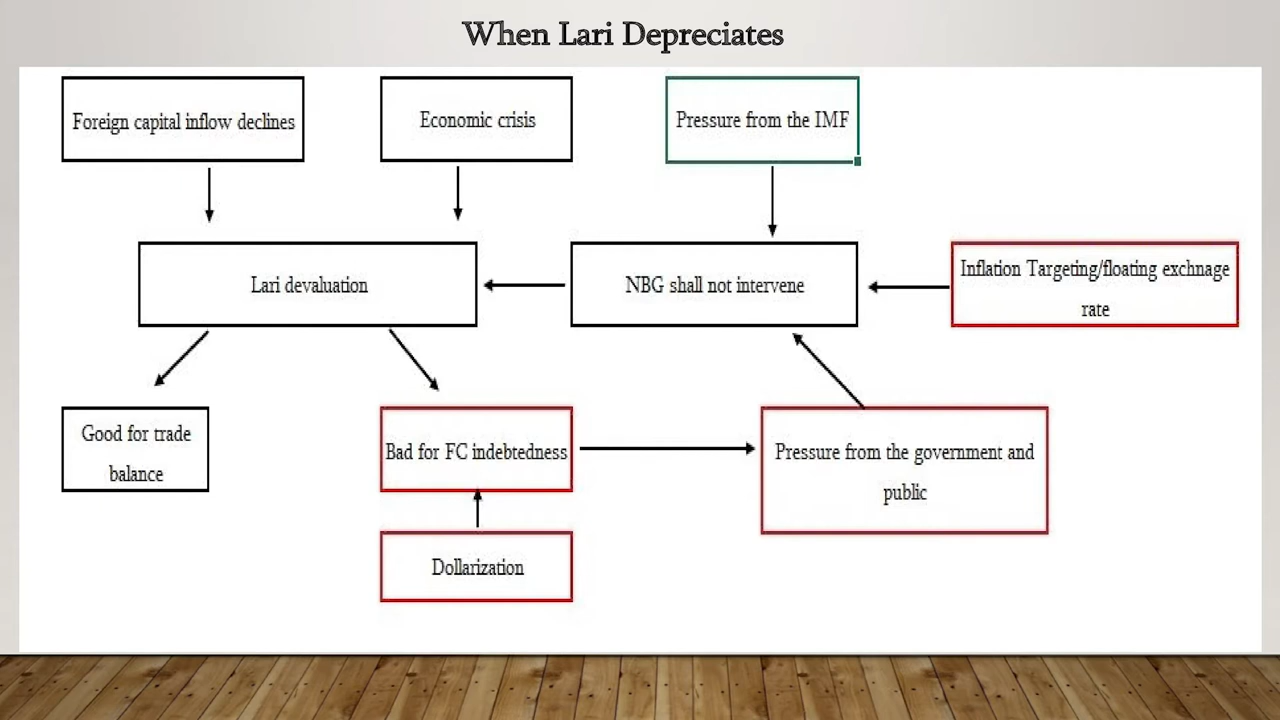 When Lari Depreciates
Foreign capital inflow declines
Economic crisis
Pressure from the IMF
Lari devaluation
NBG shall not intervene
Inflation Targeting/floating exchnage
rate
Good for trade
balance
Bad for FC indebtedness
Pressure from the government and
public
Dollarization